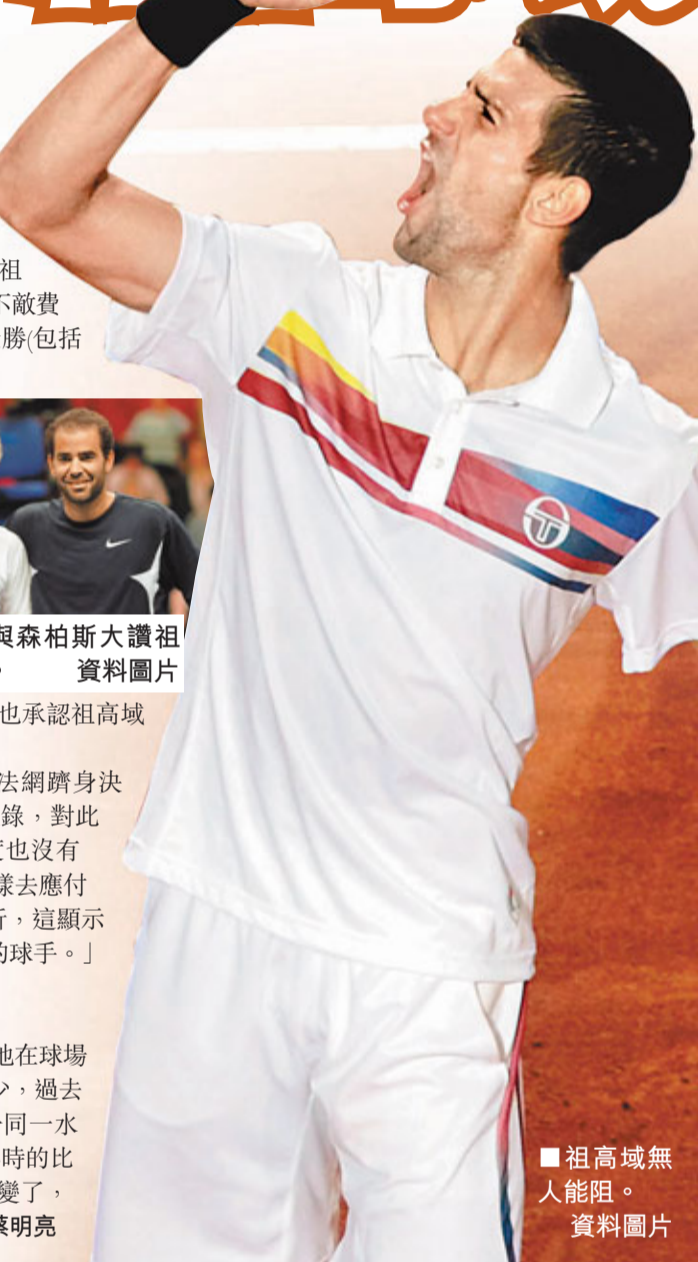 祖
不敵費
勝(包括
與森柏斯大讚祖
。 資料圖片
也承認祖高域
法網躋身決
錄，對此
也沒有
樣去應付
，這顯示
的球手。」
他在球場
少，過去
同一水
時的比
變了，
蔡明亮
■祖高域無
人能阻。
資料圖片